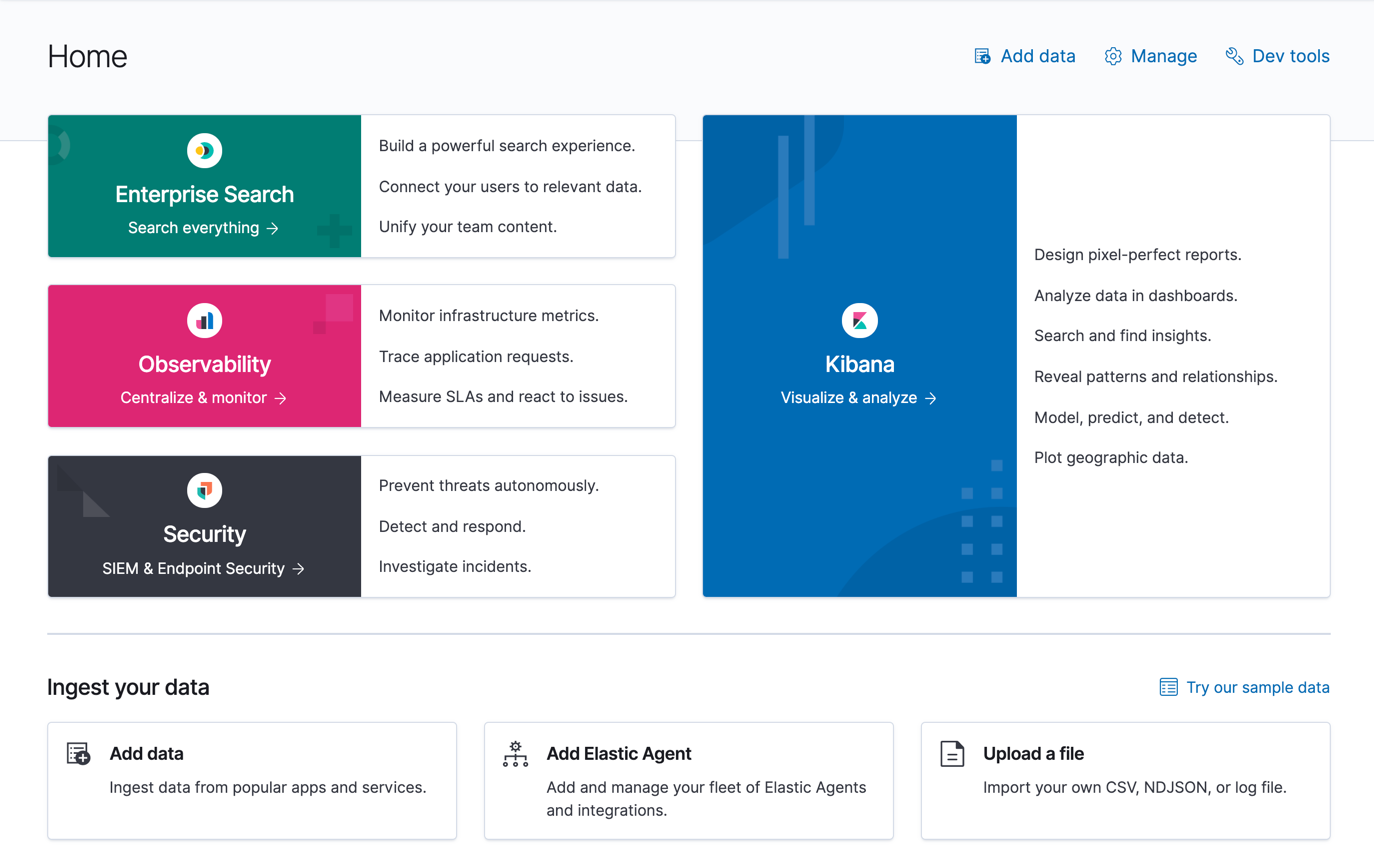 Home
Add data
Manage
Dev tools
Enterprise Search
Search everything →
Build a powerful search experience.
Connect your users to relevant data.
Unify your team content.
Observability
Centralize & monitor →
Monitor infrastructure metrics.
Trace application requests.
Measure SLAs and react to issues.
Security
SIEM & Endpoint Security →
Prevent threats autonomously.
Detect and respond.
Investigate incidents.
Kibana
Visualize & analyze →
Design pixel-perfect reports.
Analyze data in dashboards.
Search and find insights.
Reveal patterns and relationships.
Model, predict, and detect.
Plot geographic data.
Ingest your data
Try our sample data
Add data
Ingest data from popular apps and services.
Add Elastic Agent
Add and manage your fleet of Elastic Agents
and integrations.
Upload a file
Import your own CSV, NDJSON, or log file.